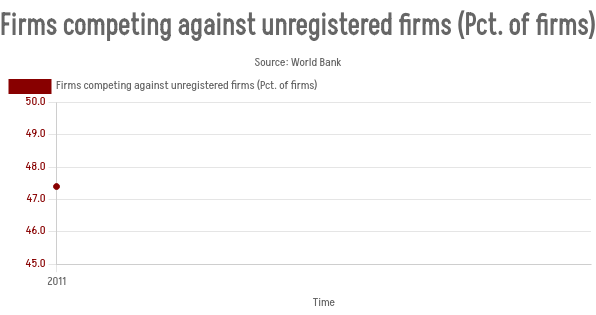 Firms competing against unregistered firms (Pct. of firms)
Source: World Bank
Firms competing against unregistered firms (Pct. of firms)
50.0
49.0
48.0
47.0
46.0
45.0
2011
Time